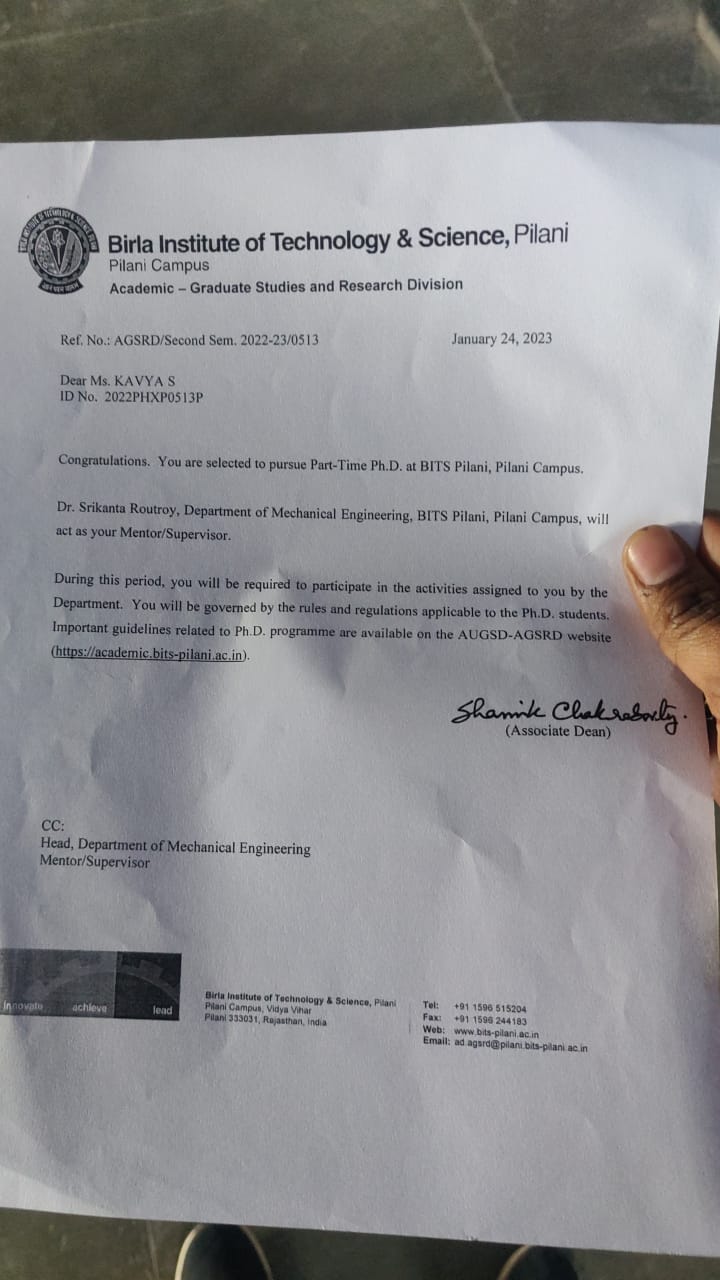 Birla Institute of Technology & Science, Pilani
Pilani Campus
Academic – Graduate Studies and Research Division
Ref. No.: AGSRD/Second Sem. 2022-23/0513 January 24, 2023
Dear Ms. KAVYA S
ID No. 2022PHXP0513P
Congratulations. You are selected to pursue Part-Time Ph.D. at BITS Pilani, Pilani Campus.
Dr. Srikanta Routroy, Department of Mechanical Engineering, BITS Pilani, Pilani Campus, will
act as your Mentor/Supervisor.
During this period, you will be required to participate in the activities assigned to you by the
Department. You will be governed by the rules and regulations applicable to the Ph.D. students.
Important guidelines related to Ph.D. programme are available on the AUGSD-AGSRD website
(https://academic.bits-pilani.ac.in).
Shamik Chakraborty.
(Associate Dean)
CC:
Head, Department of Mechanical Engineering
Mentor/Supervisor
innovate achieve lead
Birla Institute of Technology & Science, Pilani
Pilani Campus, Vidya Vihar
Pilani 333031, Rajasthan, India
Tel: +91 1596 515204
Fax: +91 1596 244183
Web: www.bits-pilani.ac.in
Email: ad.agsrd@pilani.bits-pilani.ac.in